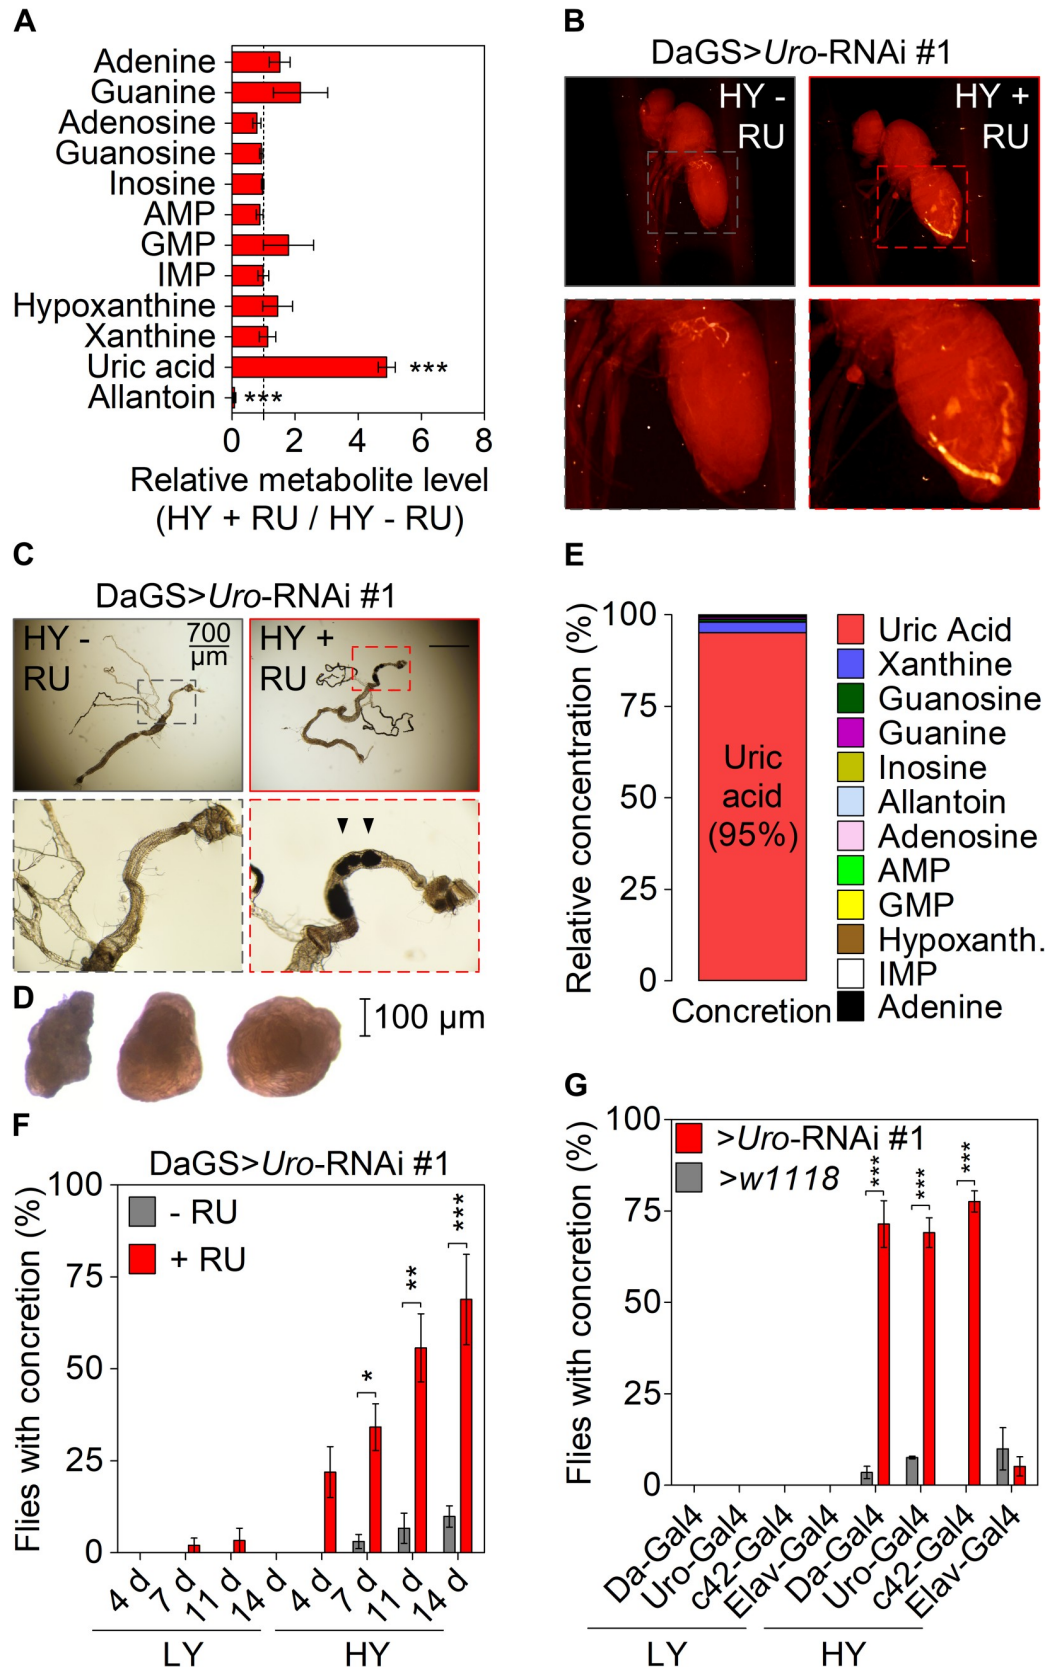 A
Adenine
Guanine
Adenosine
Guanosine
Inosine
AMP
GMP
IMP
Hypoxanthine
Xanthine
Uric acid ***
Allantoin ***
0 2 4 6 8
Relative metabolite level
(HY + RU / HY - RU)
B
DaGS>Uro-RNAi #1
HY -
RU
HY +
RU
C
DaGS>Uro-RNAi #1
HY -
RU
700
µm
HY +
RU
D
100 µm
E
Relative concentration (%)
100
75
50
25
0
Uric
acid
(95%)
Concretion
Uric Acid
Xanthine
Guanosine
Guanine
Inosine
Allantoin
Adenosine
AMP
GMP
Hypoxanth.
IMP
Adenine
F
DaGS>Uro-RNAi #1
Flies with concretion (%)
100
75
50
25
0
- RU
+ RU
*
**
***
4 d 7 d 11 d 14 d 4 d 7 d 11 d 14 d
LY HY
G
Flies with concretion (%)
100
75
50
25
0
>Uro-RNAi #1
>w1118
***
***
***
Da-Gal4 Uro-Gal4 c42-Gal4 Elav-Gal4 Da-Gal4 Uro-Gal4 c42-Gal4 Elav-Gal4
LY HY